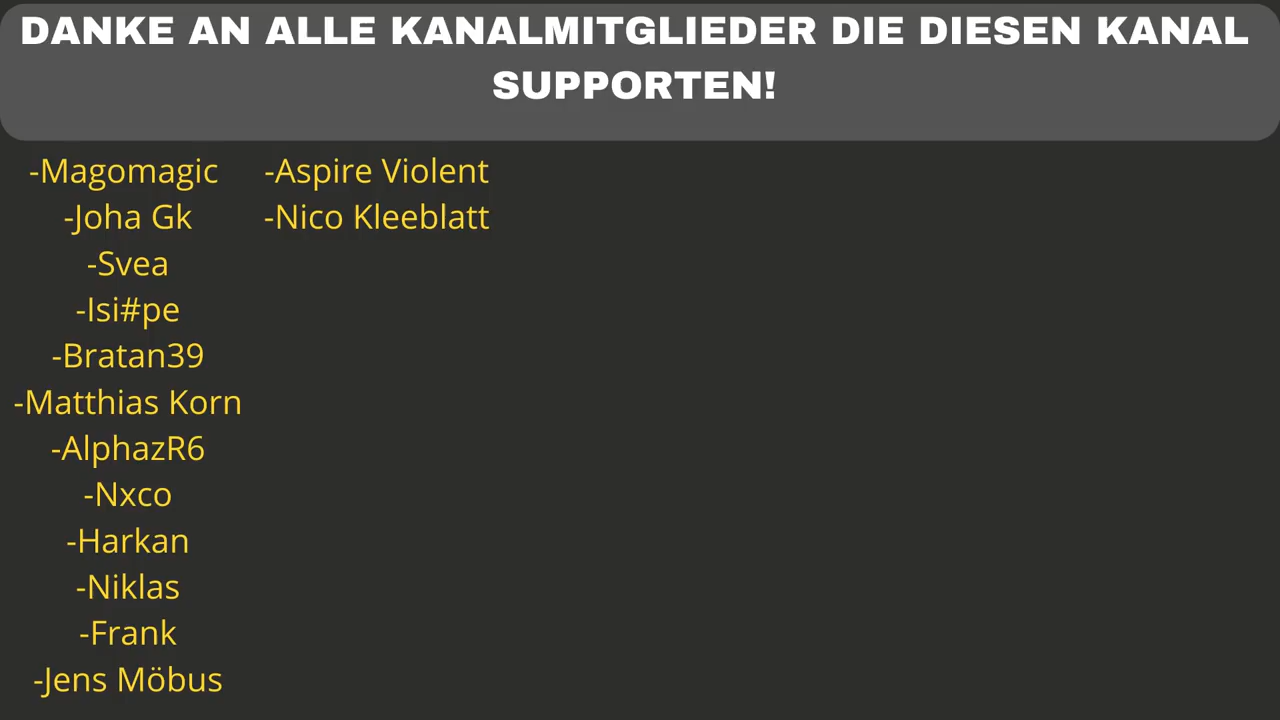 DANKE AN ALLE KANALMITGLIEDER DIE DIESEN KANAL
SUPPORTEN!
-Magomagic
-Joha Gk
-Svea
-Isi#pe
-Bratan39
-Matthias Korn
-AlphazR6
-Nxco
-Harkan
-Niklas
-Frank
-Jens Möbus
-Aspire Violent
-Nico Kleeblatt